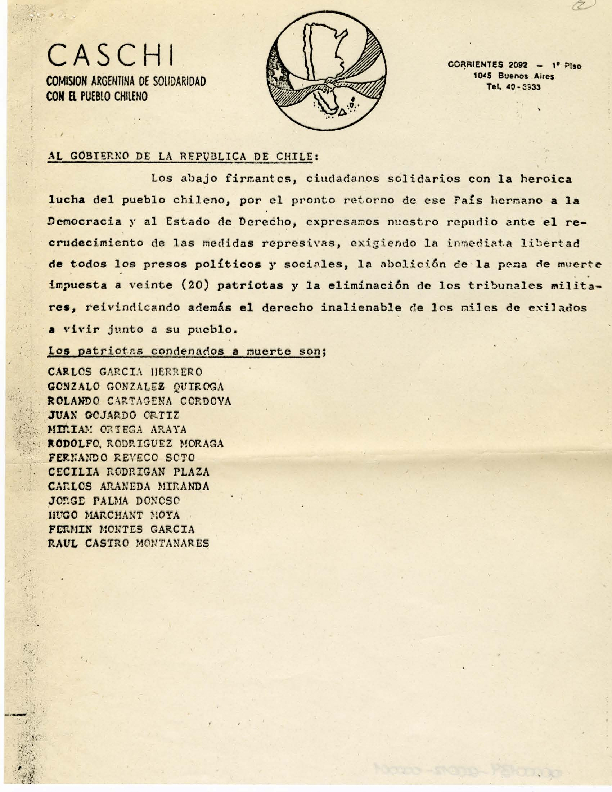 CASCHI
COMISION ARGENTINA DE SOLIDARIDAD
CON EL PUEBLO CHILENO
CORRIENTES 2092 — 1º Piso
1045 Buenos Aires
AL GOBIERNO DE LA REPUBLICA DE CHILE:
Los abajo firmantes, ciudadanos solidarios con la heroica
lucha del pueblo chileno, por el pronto retorno de ese País hermano a la
Democracia y al Estado de Derecho, expresamos nuestro repudio ante el re-
crudecimiento de las medidas represivas, exigiendo la inmediata libertad
de todos los presos políticos y sociales, la abolición de la pena de muerte
impuesta a veinte (20) patriotas y la eliminación de los tribunales milita-
res, reivindicando además el derecho inalienable de los miles de exilados
a vivir junto a su pueblo.
Los patriotas condenados a muerte son;
CARLOS GARCIA HERRERO
GONZALO GONZALEZ QUIROGA
ROLANDO CARTAGENA CORDOVA
JUAN GOJARDO ORTIZ
MIRIAM ORTEGA ARAYA
RODOLFO, RODRIGUEZ MORAGA
FERNANDO REVECO SOTO
CECILIA RODRIGAN PLAZA
CARLOS ARANEDA MIRANDA
JORGE PALMA DONOSO
HUGO MARCHANT MOYA
FERMIN MONTES GARCIA
RAUL CASTRO MONTANARES